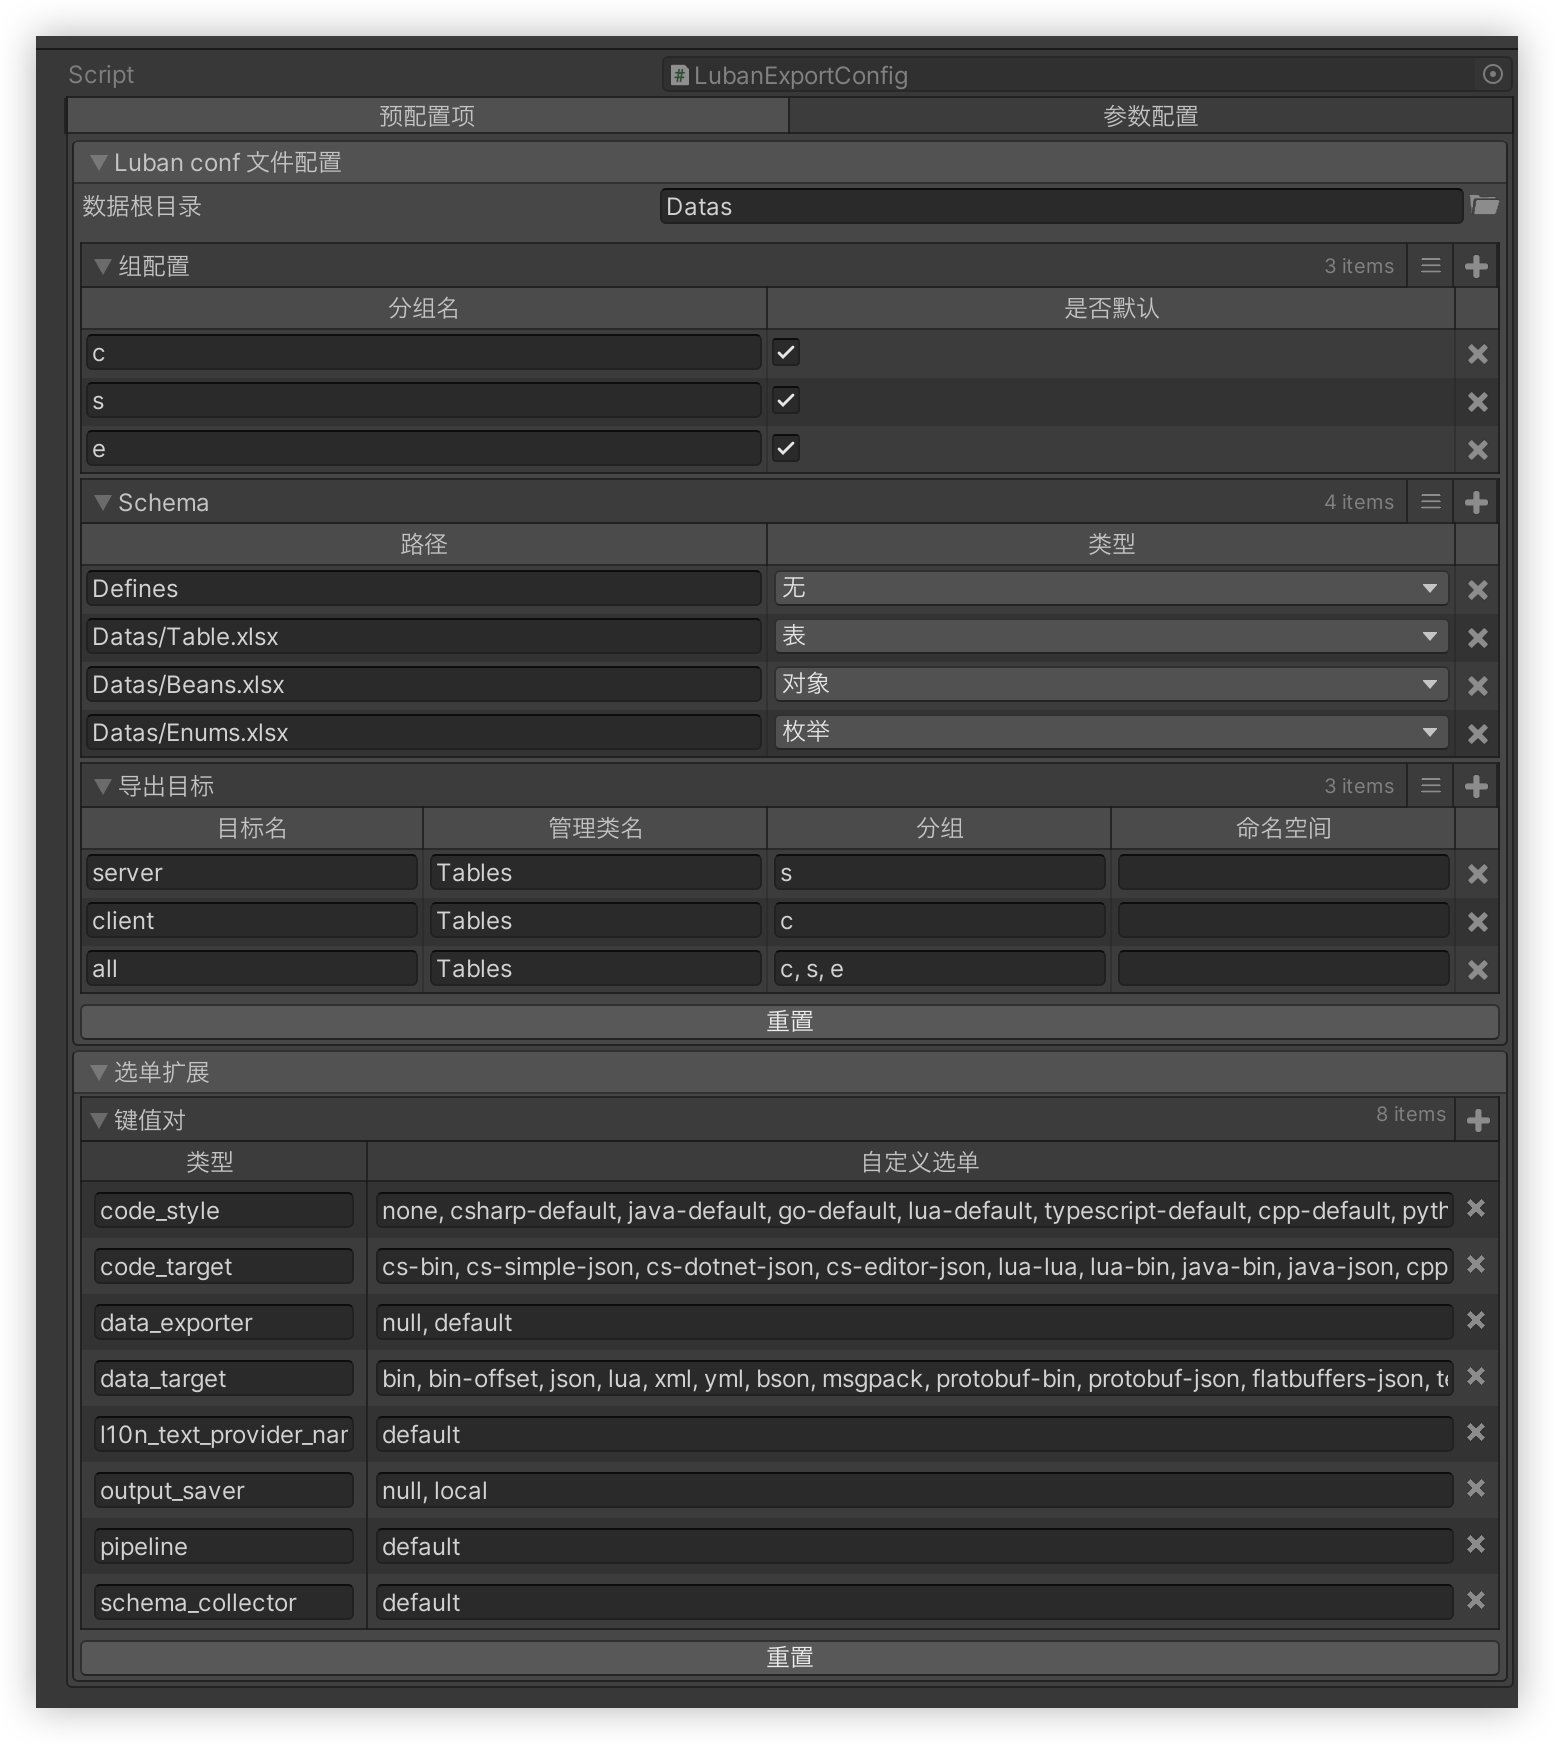 Script LubanExportConfig
预配置项 参数配置
Luban conf 文件配置
数据根目录 Datas
组配置 3 items
分组名 是否默认
c
s
e
Schema 4 items
路径 类型
Defines 无
Datas/Table.xlsx 表
Datas/Beans.xlsx 对象
Datas/Enums.xlsx 枚举
导出目标 3 items
目标名 管理类名 分组 命名空间
server Tables s
client Tables c
all Tables c, s, e
重置
选单扩展
键值对 8 items
类型 自定义选单
code_style none, csharp-default, java-default, go-default, lua-default, typescript-default, cpp-default, pyth
code_target cs-bin, cs-simple-json, cs-dotnet-json, cs-editor-json, lua-lua, lua-bin, java-bin, java-json, cpp
data_exporter null, default
data_target bin, bin-offset, json, lua, xml, yml, bson, msgpack, protobuf-bin, protobuf-json, flatbuffers-json, te
l10n_text_provider_nar default
output_saver null, local
pipeline default
schema_collector default
重置